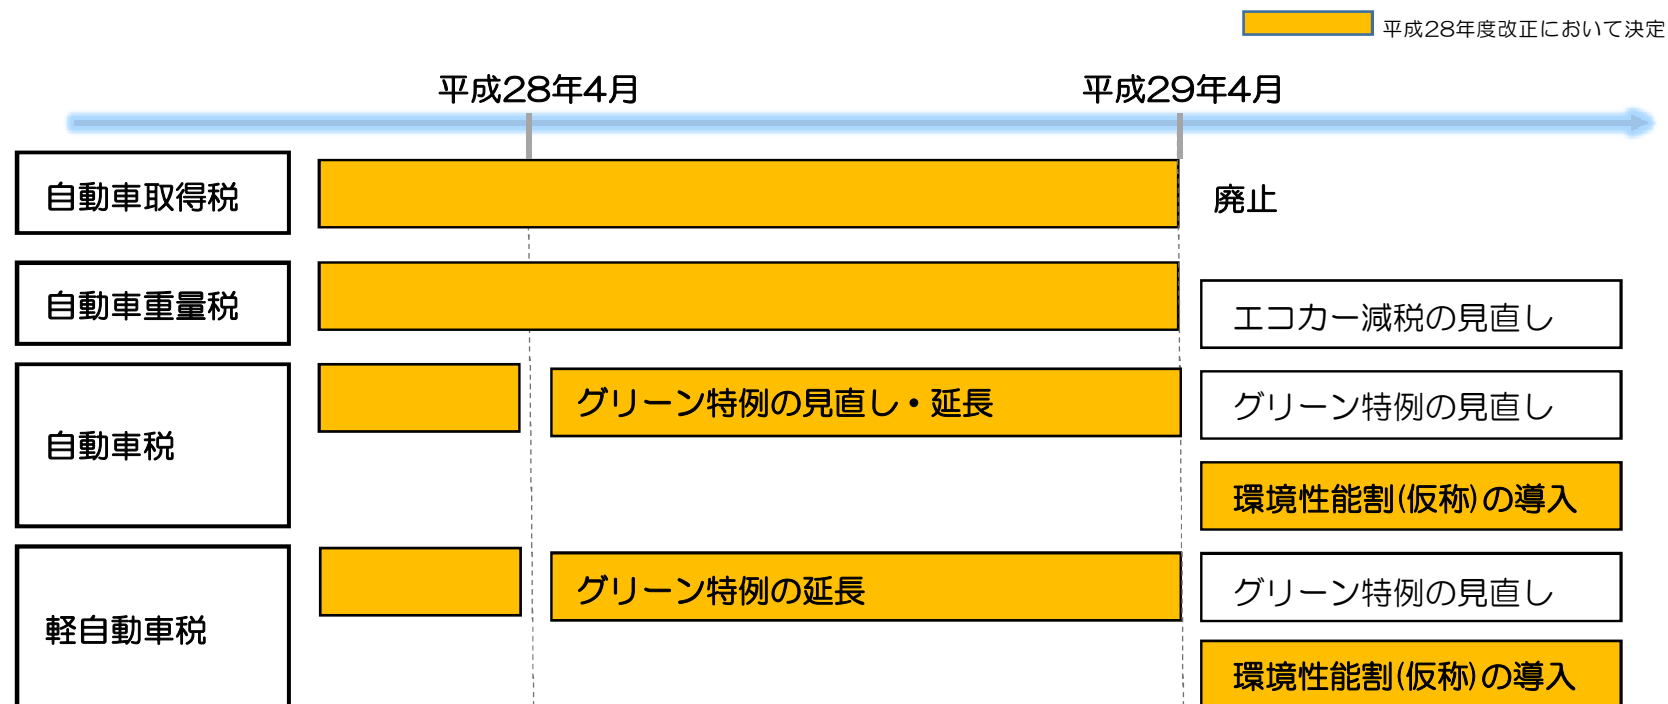 平成28年度改正において決定
平成28年4月
平成29年4月
自動車取得税
廃止
自動車重量税
エコカー減税の見直し
自動車税
グリーン特例の見直し・延長
グリーン特例の見直し
環境性能割(仮称)の導入
軽自動車税
グリーン特例の延長
グリーン特例の見直し
環境性能割(仮称)の導入